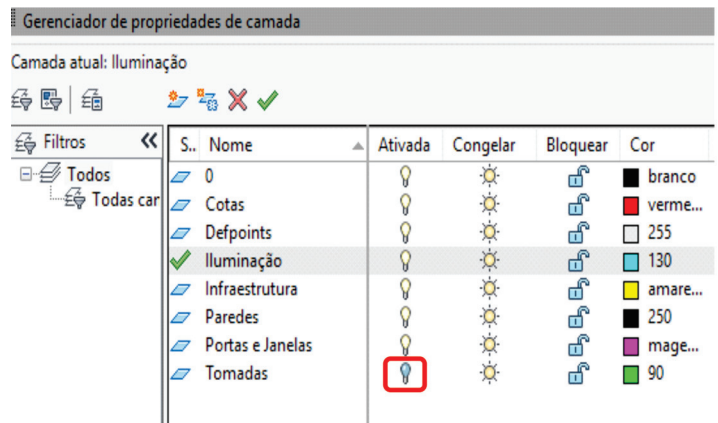 Gerenciador de propriedades de camada
Camada atual: Iluminação
Filtros
Todos
Todas car
S.. Nome Ativada Congelar Bloquear Cor
0 branco
Cotas verme...
Defpoints 255
Iluminação 130
Infraestrutura amare...
Paredes 250
Portas e Janelas mage...
Tomadas 90